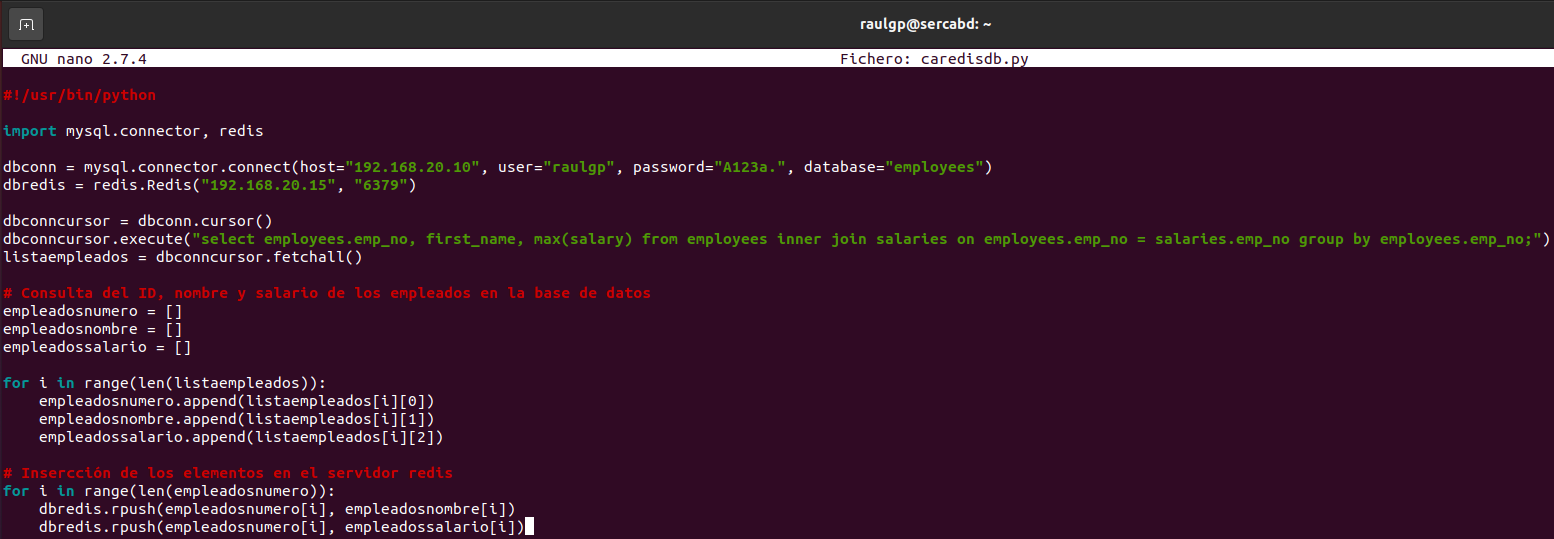 raulgp@sercabd: ~
GNU nano 2.7.4 Fichero: caredisdb.py
#!/usr/bin/python
import mysql.connector, redis
dbconn = mysql.connector.connect(host="192.168.20.10", user="raulgp", password="A123a.", database="employees")
dbredis = redis.Redis("192.168.20.15", "6379")
dbconncursor = dbconn.cursor()
dbconncursor.execute("select employees.emp_no, first_name, max(salary) from employees inner join salaries on employees.emp_no = salaries.emp_no group by employees.emp_no;")
listaempleados = dbconncursor.fetchall()
# Consulta del ID, nombre y salario de los empleados en la base de datos
empleadosnumero = []
empleadosnombre = []
empleadossalario = []
for i in range(len(listaempleados)):
    empleadosnumero.append(listaempleados[i][0])
    empleadosnombre.append(listaempleados[i][1])
    empleadossalario.append(listaempleados[i][2])
# Insercción de los elementos en el servidor redis
for i in range(len(empleadosnumero)):
    dbredis.rpush(empleadosnumero[i], empleadosnombre[i])
    dbredis.rpush(empleadosnumero[i], empleadossalario[i])